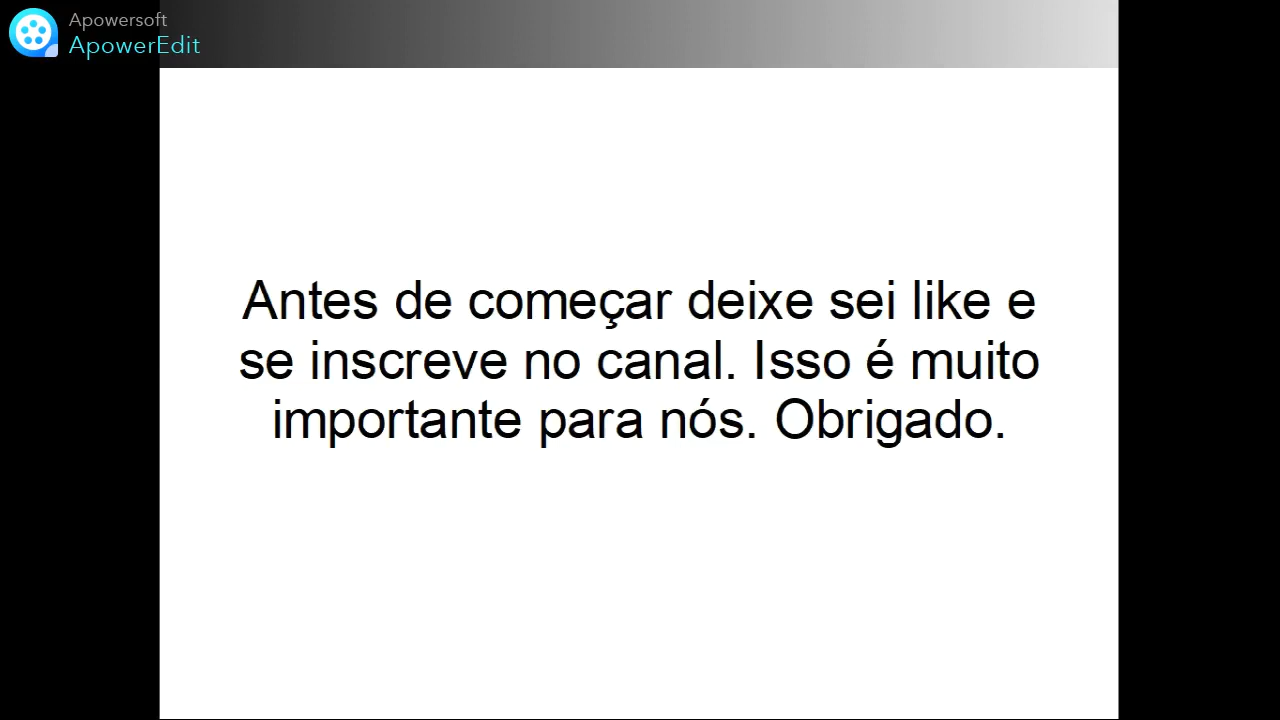 Apowersoft
ApowerEdit
Antes de começar deixe sei like e
se inscreve no canal. Isso é muito
importante para nós. Obrigado.